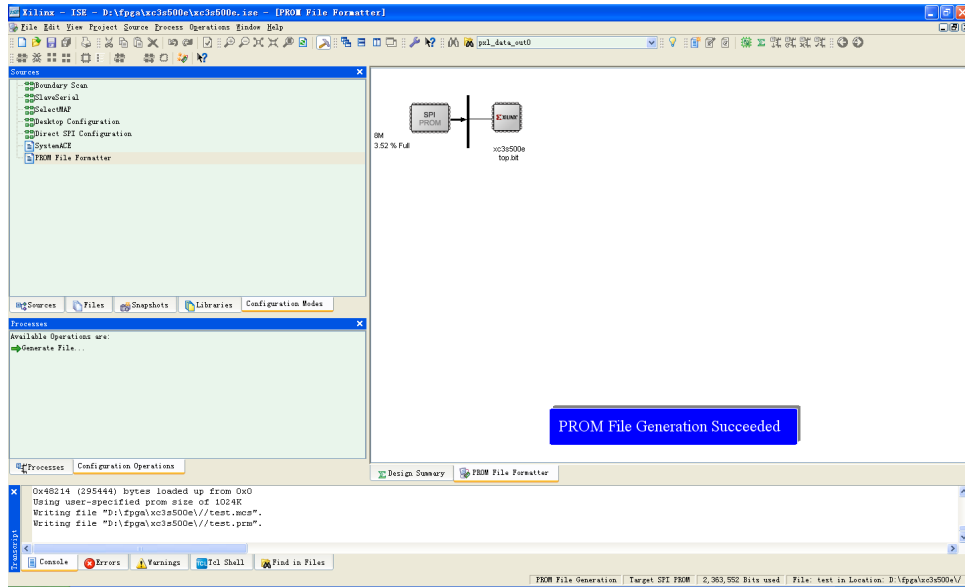 Xilinx - ISE - D:\fpga\xc3s500e\xc3s500e.ise - [PROM File Formatter]
File Edit View Project Source Process Operations Window Help
pxl_data_out0
Sources
Boundary Scan
SlaveSerial
SelectMAP
Desktop Configuration
Direct SPI Configuration
SystemACE
PROM File Formatter
SPI
PROM
XILINX
8M
3.52 % Full
xc3s500e
top.bit
Sources Files Snapshots Libraries Configuration Modes
Processes
Available Operations are:
Generate File...
PROM File Generation Succeeded
Processes Configuration Operations
Design Summary PROM File Formatter
0x48214 (295444) bytes loaded up from 0x0
Using user-specified prom size of 1024K
Writing file "D:\fpga\xc3s500e\//test.mcs".
Writing file "D:\fpga\xc3s500e\//test.prm".
Transcript
Console Errors Warnings Tcl Shell Find in Files
PROM File Generation Target SPI PROM 2,363,552 Bits used File: test in Location: D:\fpga\xc3s500e\/